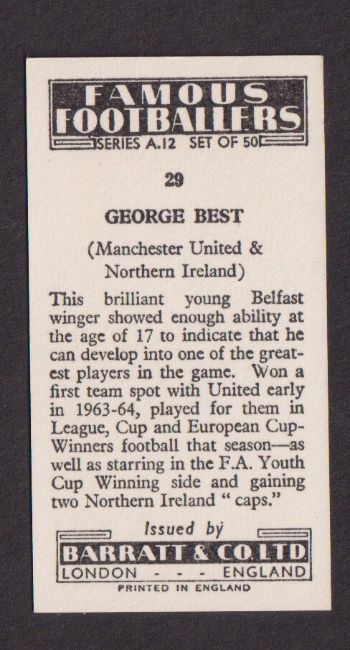 FAMOUS
FOOTBALLERS
SERIES A.12 SET OF 50
29
GEORGE BEST
(Manchester United &
Northern Ireland)
This brilliant young Belfast
winger showed enough ability at
the age of 17 to indicate that he
can develop into one of the great-
est players in the game. Won a
first team spot with United early
in 1963-64, played for them in
League, Cup and European Cup-
Winners football that season—as
well as starring in the F.A. Youth
Cup Winning side and gaining
two Northern Ireland “ caps.”
Issued by
BARRATT & CO. LTD
LONDON - - - ENGLAND
PRINTED IN ENGLAND